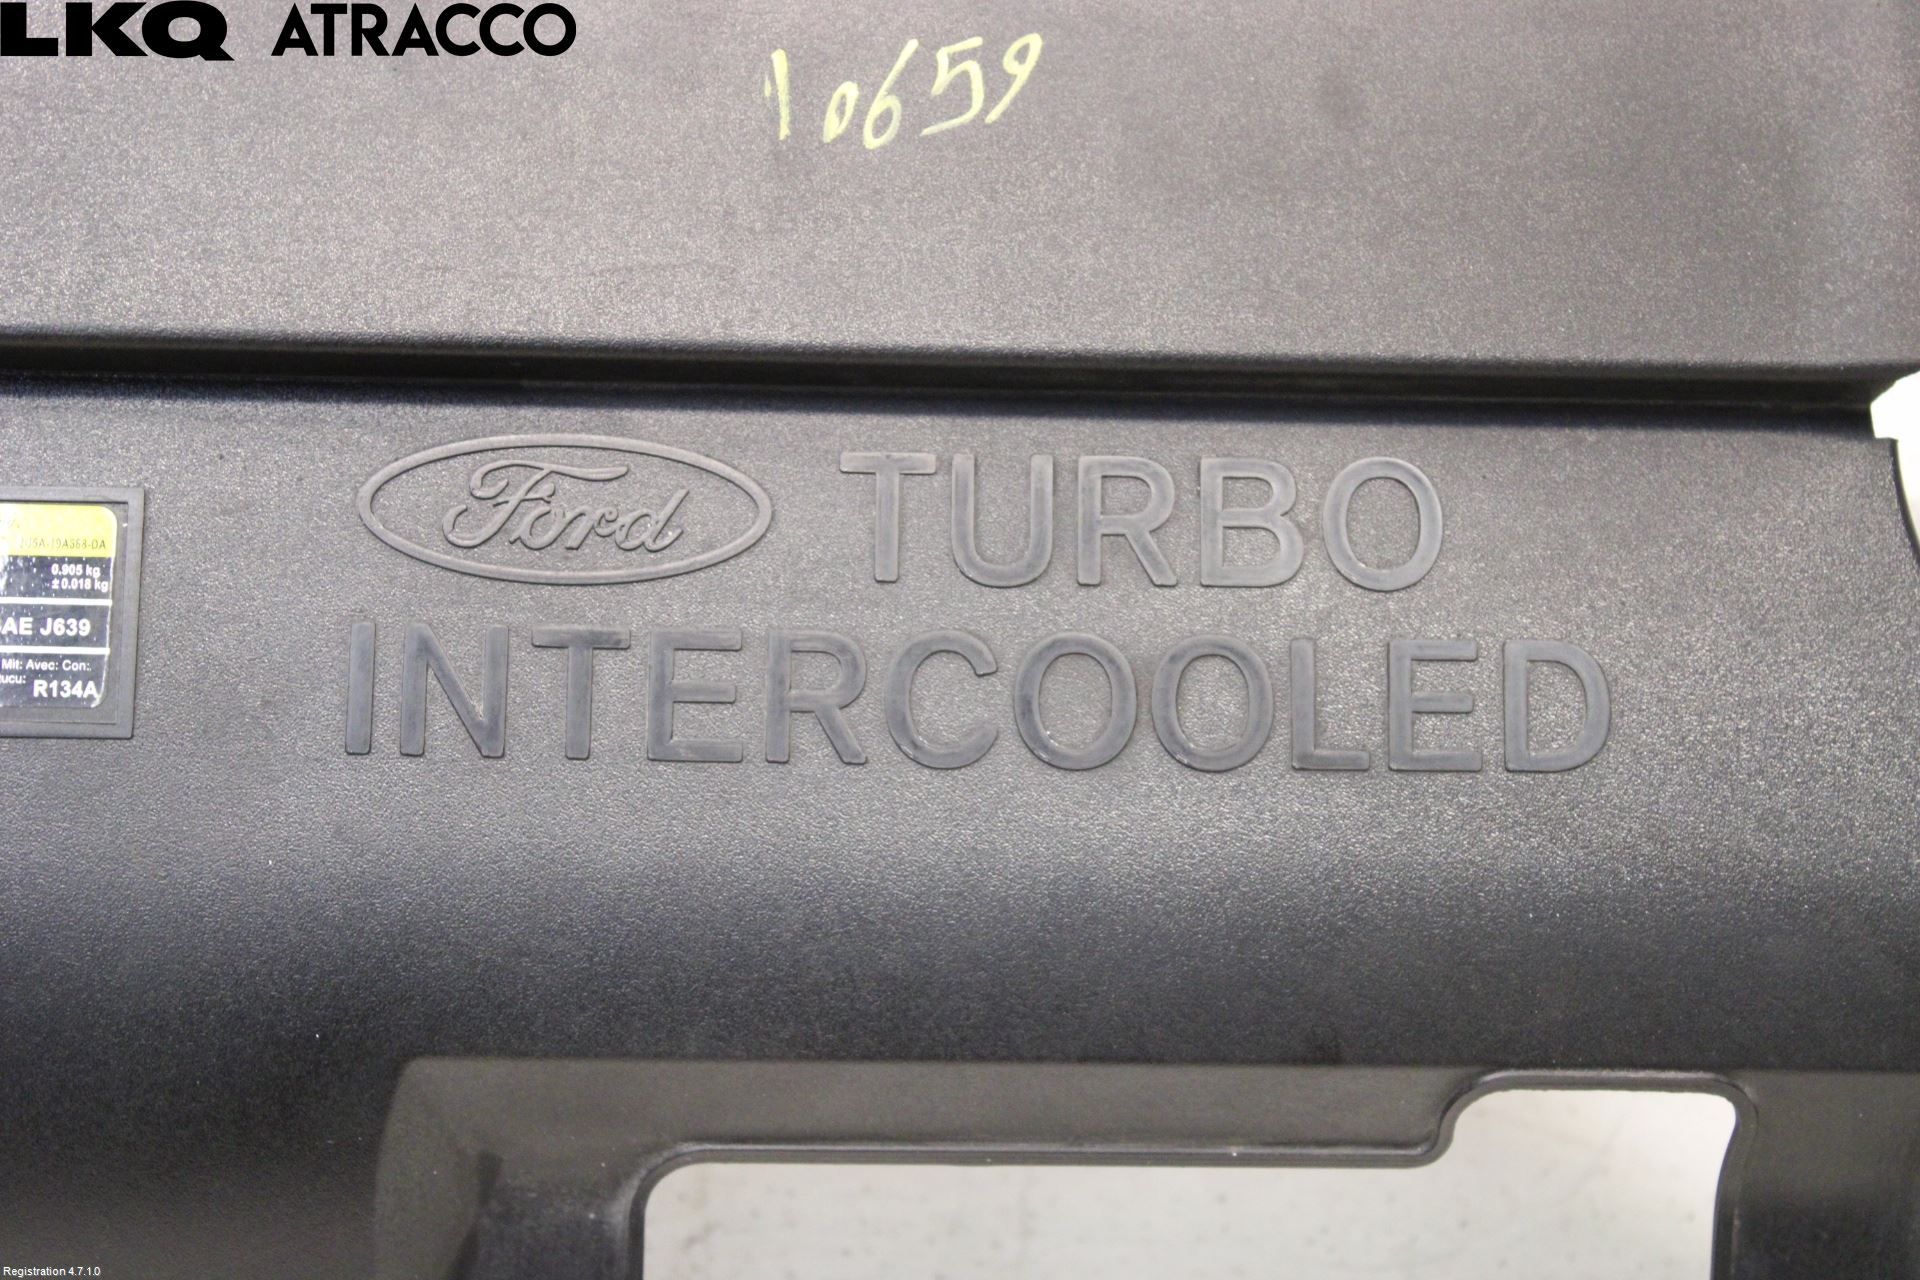 LKQ ATRACCO
10659
Ford TURBO
INTERCOOLED
0.905 kg
±0.018 kg
J639
Mit: Avec: Con:
R134A
Registration 4.7.1.0